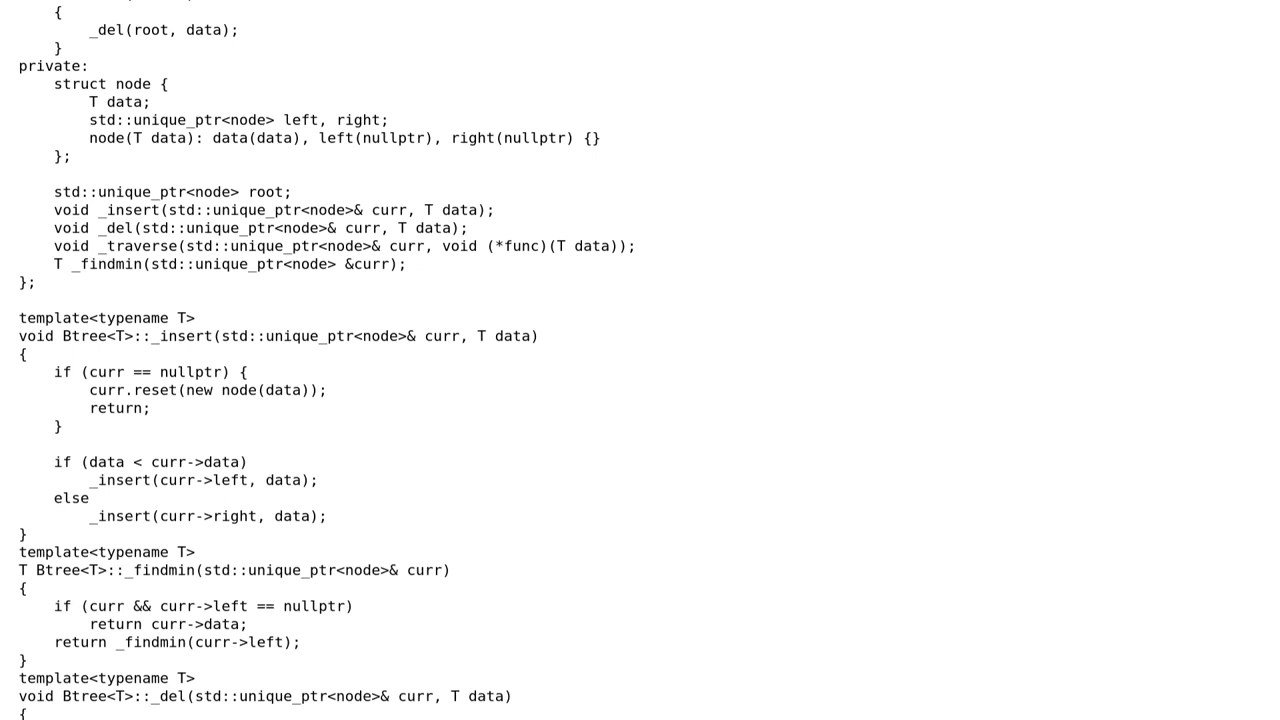 {
        _del(root, data);
    }
private:
    struct node {
        T data;
        std::unique_ptr<node> left, right;
        node(T data): data(data), left(nullptr), right(nullptr) {}
    };

    std::unique_ptr<node> root;
    void _insert(std::unique_ptr<node>& curr, T data);
    void _del(std::unique_ptr<node>& curr, T data);
    void _traverse(std::unique_ptr<node>& curr, void (*func)(T data));
    T _findmin(std::unique_ptr<node> &curr);
};

template<typename T>
void Btree<T>::_insert(std::unique_ptr<node>& curr, T data)
{
    if (curr == nullptr) {
        curr.reset(new node(data));
        return;
    }

    if (data < curr->data)
        _insert(curr->left, data);
    else
        _insert(curr->right, data);
}
template<typename T>
T Btree<T>::_findmin(std::unique_ptr<node>& curr)
{
    if (curr && curr->left == nullptr)
        return curr->data;
    return _findmin(curr->left);
}
template<typename T>
void Btree<T>::_del(std::unique_ptr<node>& curr, T data)
{